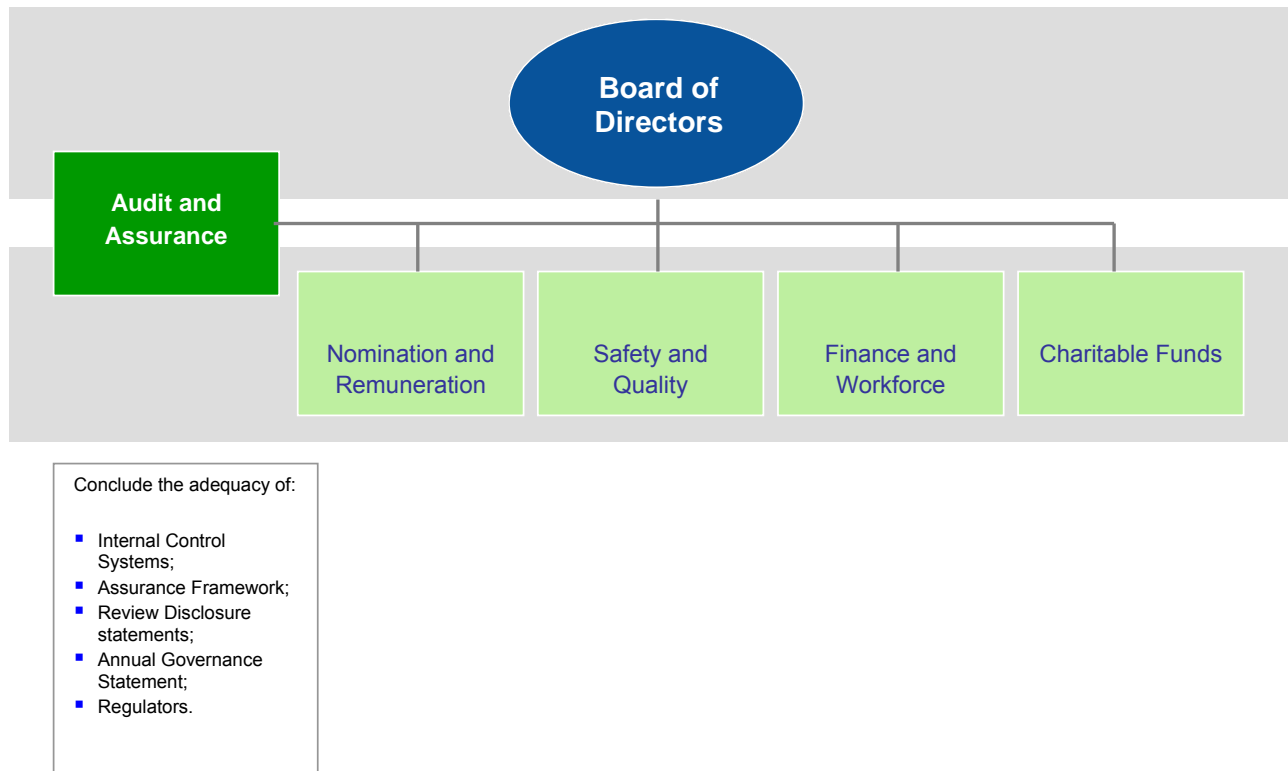 Board of
Directors
Audit and
Assurance
Nomination and
Remuneration
Safety and
Quality
Finance and
Workforce
Charitable Funds
Conclude the adequacy of:
▪ Internal Control
Systems;
▪ Assurance Framework;
▪ Review Disclosure
statements;
▪ Annual Governance
Statement;
▪ Regulators.